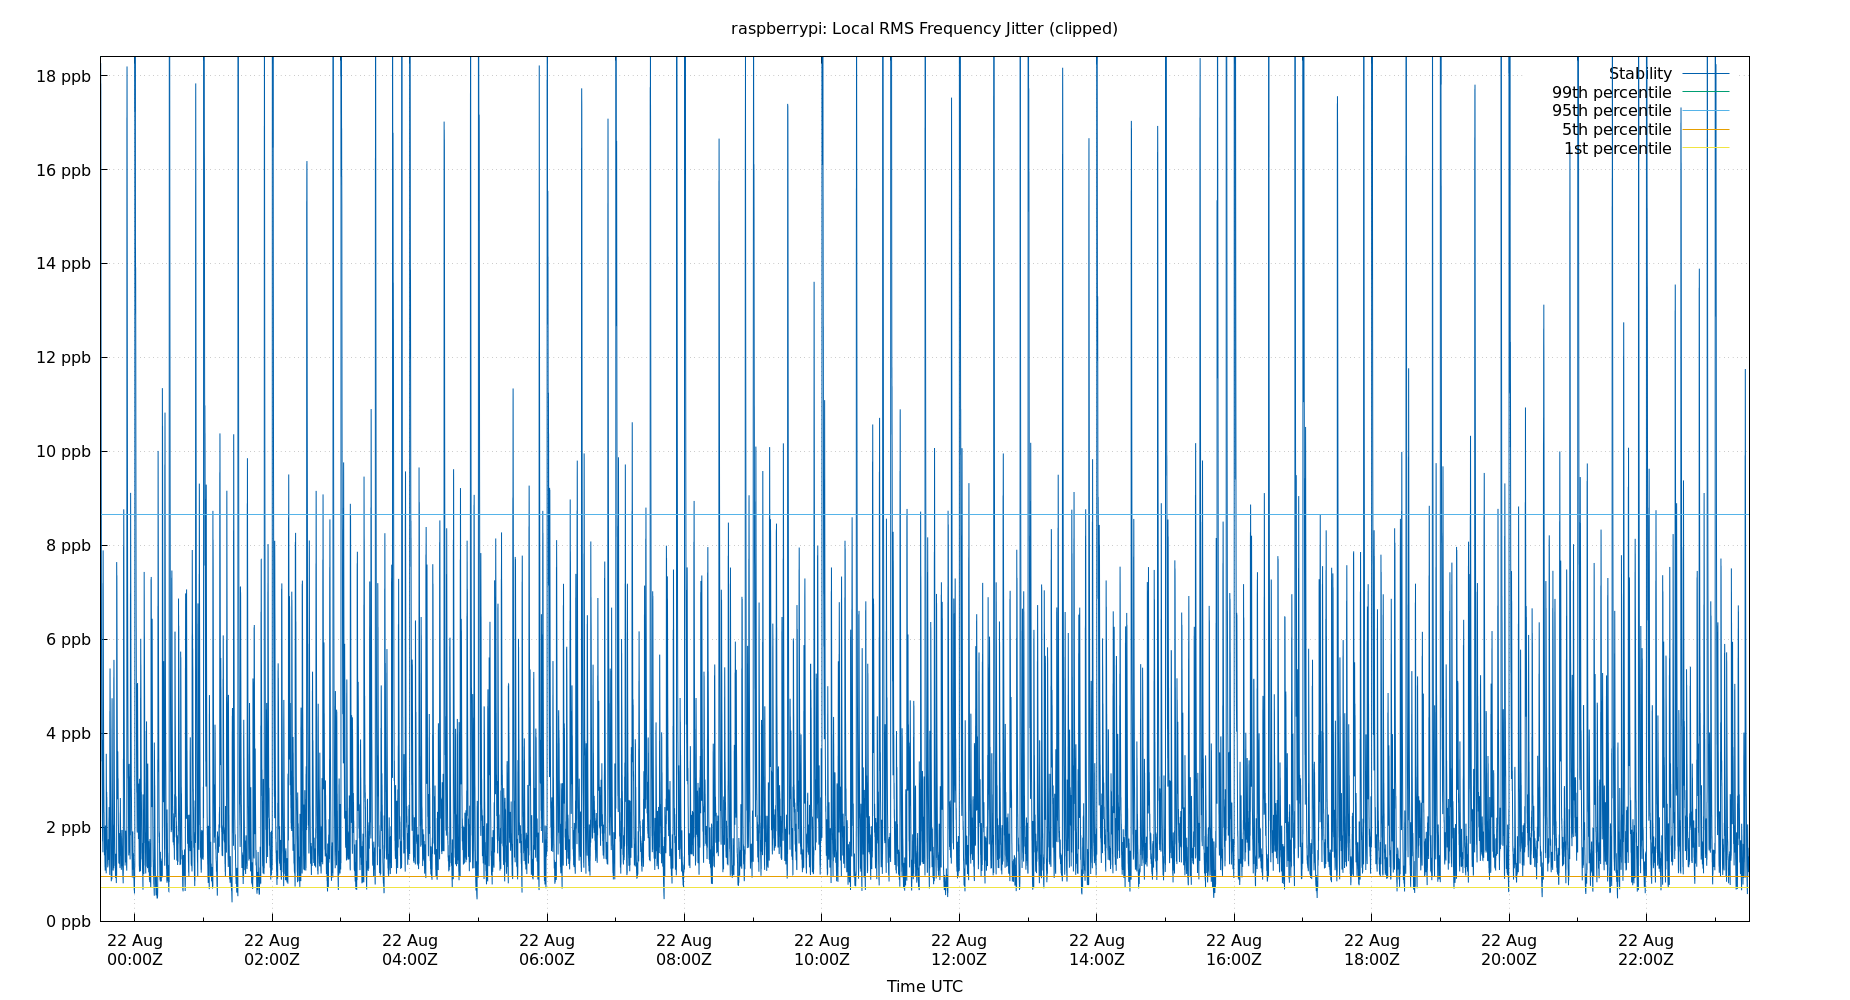 raspberrypi: Local RMS Frequency Jitter (clipped)
18 ppb
16 ppb
14 ppb
12 ppb
10 ppb
8 ppb
6 ppb
4 ppb
2 ppb
0 ppb
Stability
99th percentile
95th percentile
5th percentile
1st percentile
22 Aug 22 Aug 22 Aug 22 Aug 22 Aug 22 Aug 22 Aug 22 Aug 22 Aug 22 Aug 22 Aug 22 Aug
00:00Z 02:00Z 04:00Z 06:00Z 08:00Z 10:00Z 12:00Z 14:00Z 16:00Z 18:00Z 20:00Z 22:00Z
Time UTC